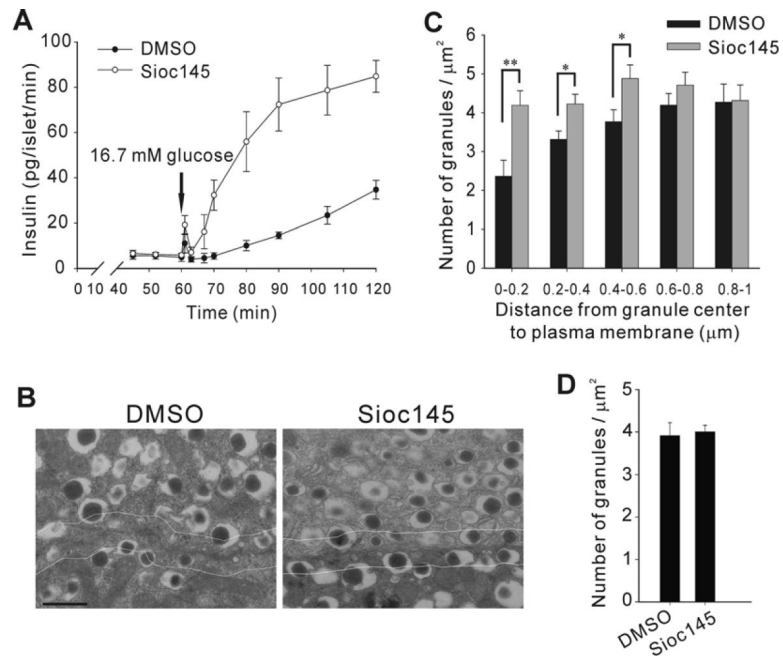 A
DMSO
Sioc145
Insulin (pg/islet/min)
100
80
60
40
20
0
16.7 mM glucose
0 10 40 50 60 70 80 90 100 110 120
Time (min)
C
DMSO
Sioc145
Number of granules / μm²
6
5
4
3
2
1
0
** * *
0-0.2 0.2-0.4 0.4-0.6 0.6-0.8 0.8-1
Distance from granule center
to plasma membrane (μm)
B
DMSO Sioc145
D
Number of granules / μm²
5
4
3
2
1
0
DMSO
Sioc145